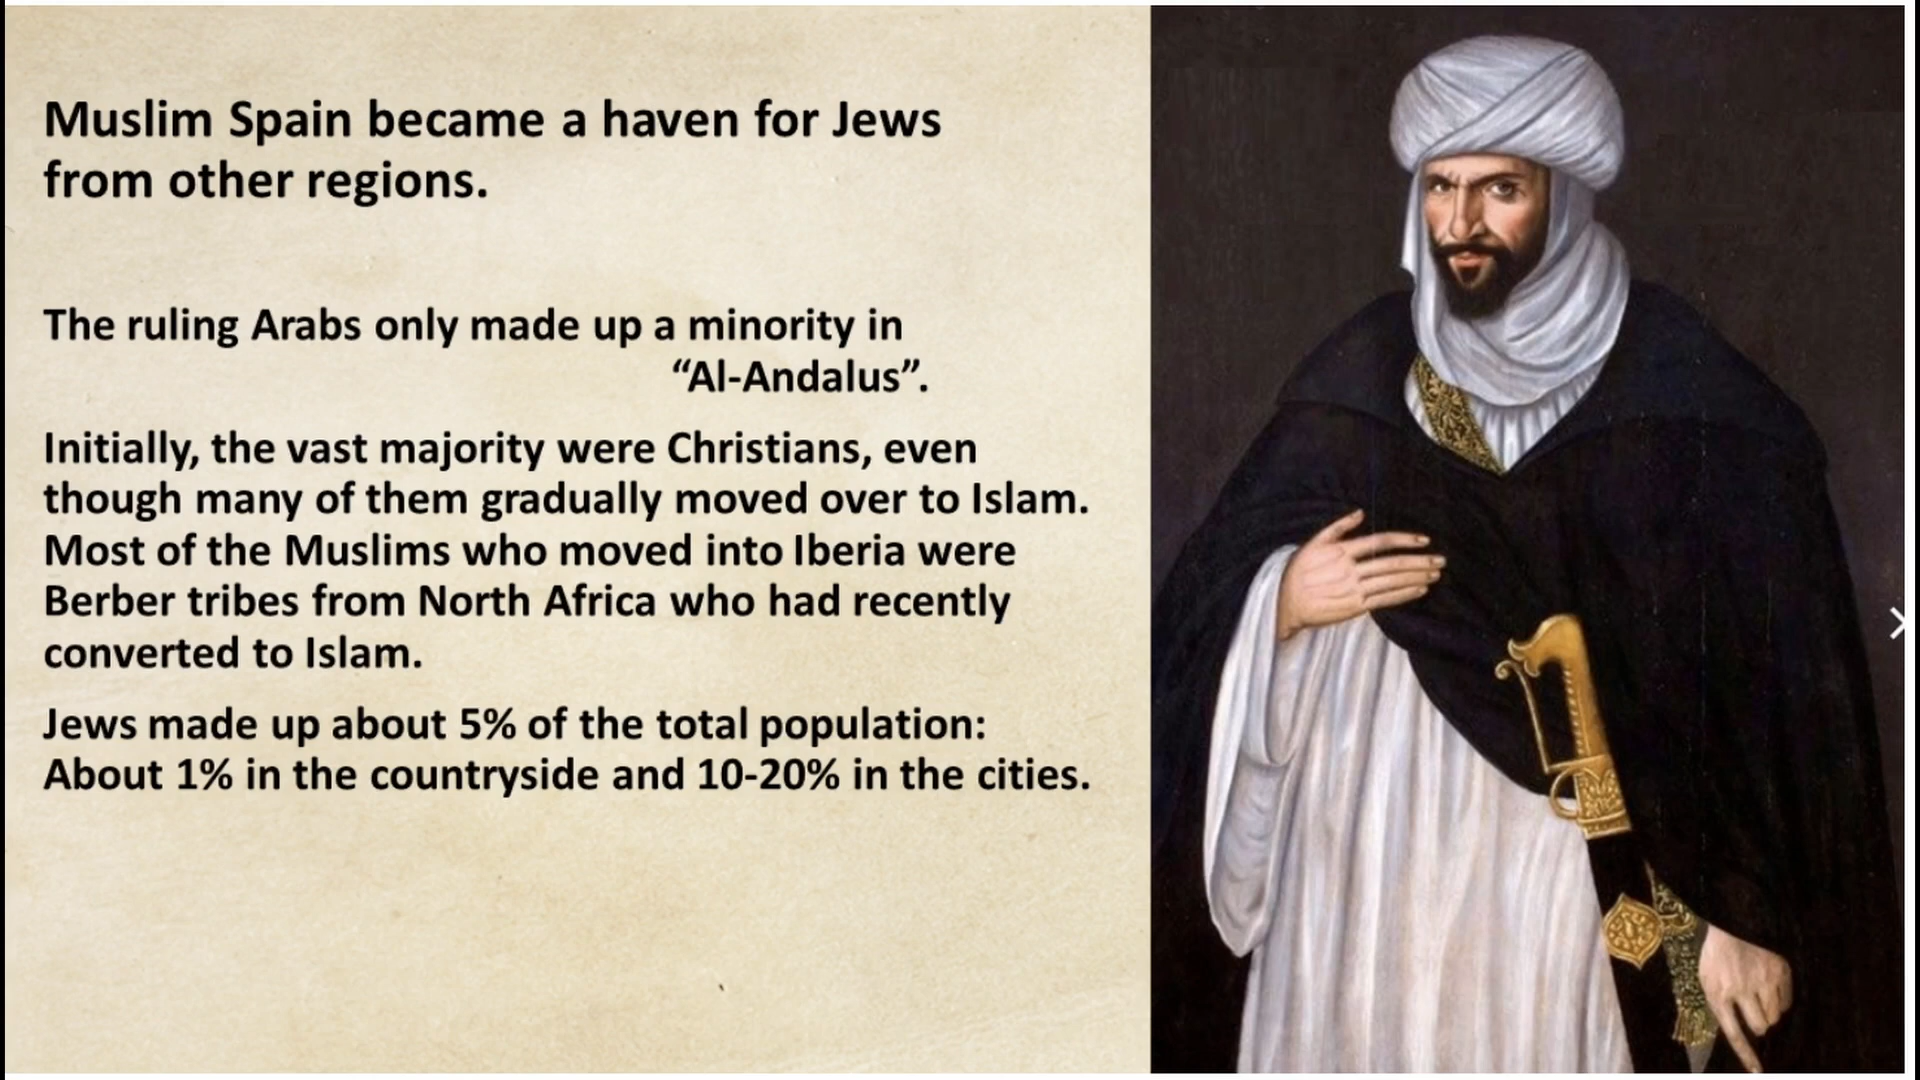 Muslim Spain became a haven for Jews
from other regions.
The ruling Arabs only made up a minority in
“Al-Andalus”.
Initially, the vast majority were Christians, even
though many of them gradually moved over to Islam.
Most of the Muslims who moved into Iberia were
Berber tribes from North Africa who had recently
converted to Islam.
Jews made up about 5% of the total population:
About 1% in the countryside and 10-20% in the cities.